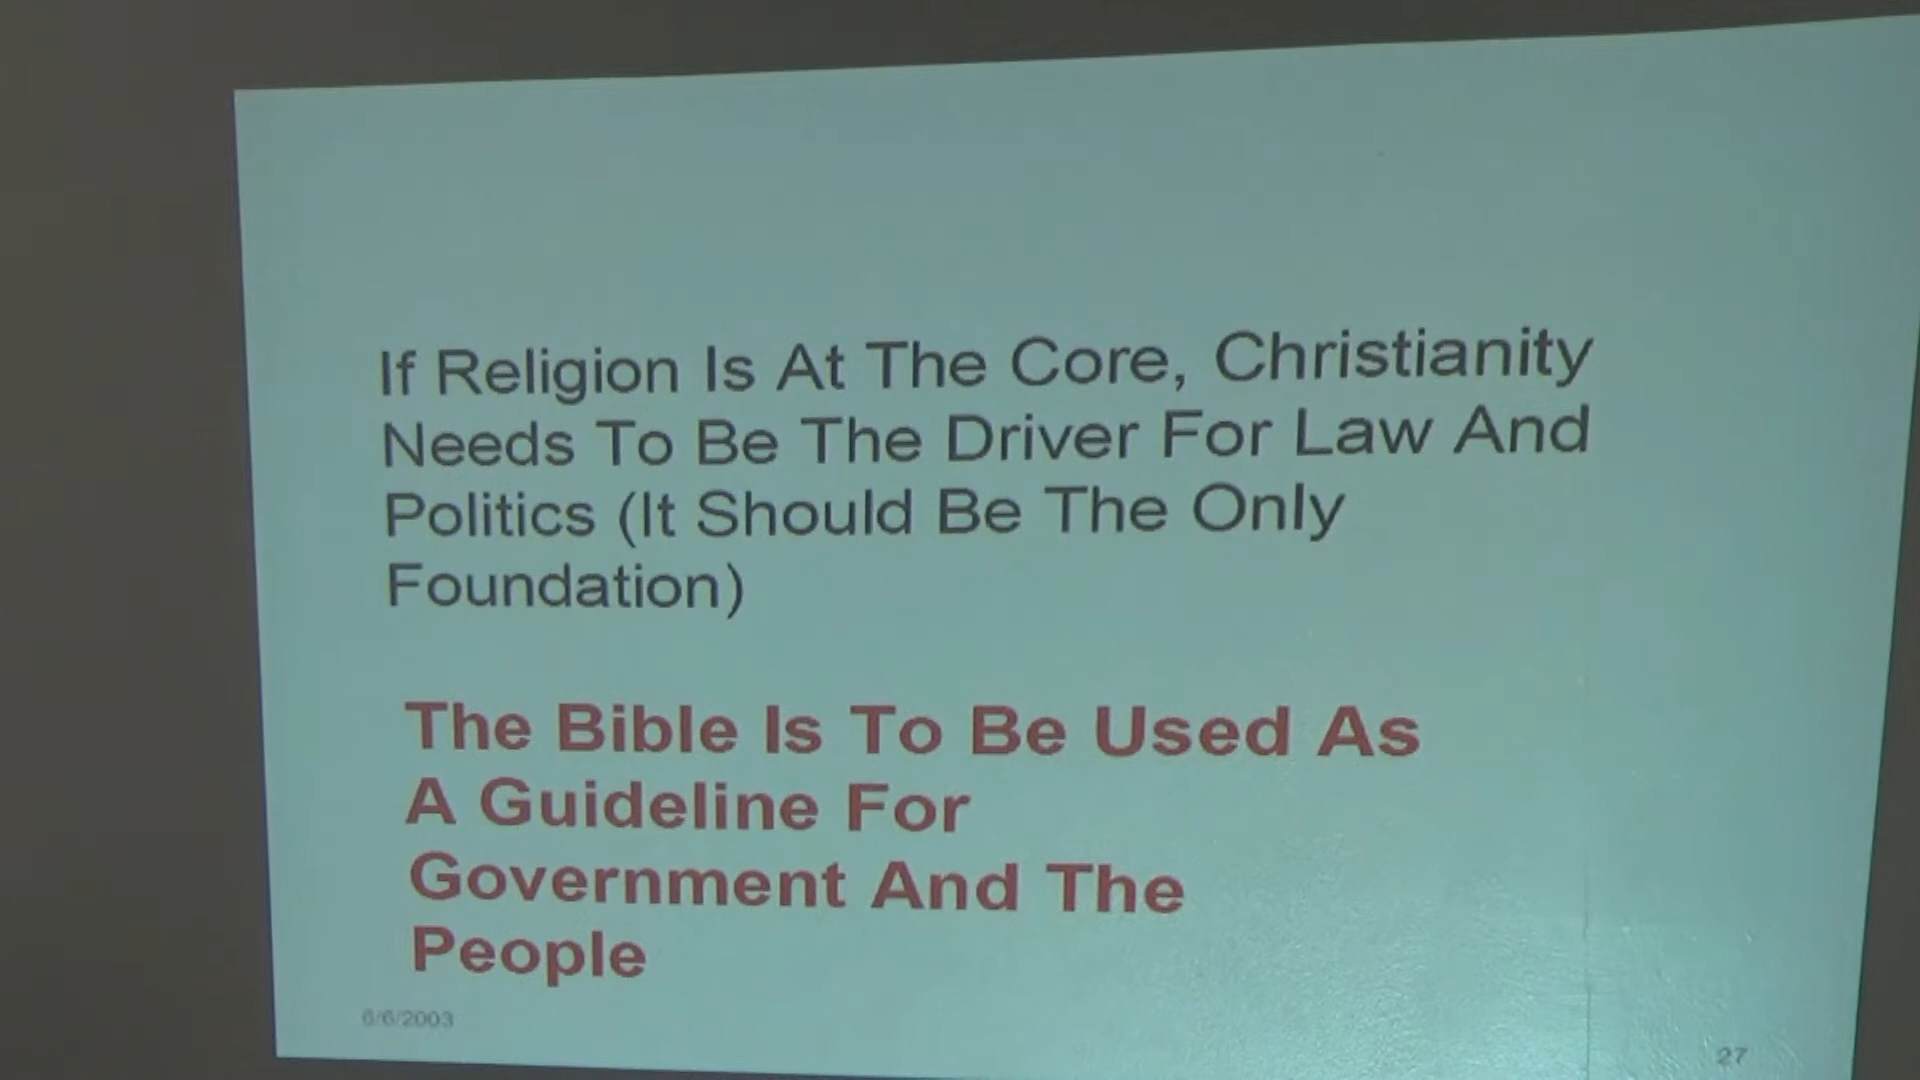 If Religion Is At The Core, Christianity
Needs To Be The Driver For Law And
Politics (It Should Be The Only
Foundation)
The Bible Is To Be Used As
A Guideline For
Government And The
People
6/6/2003
27